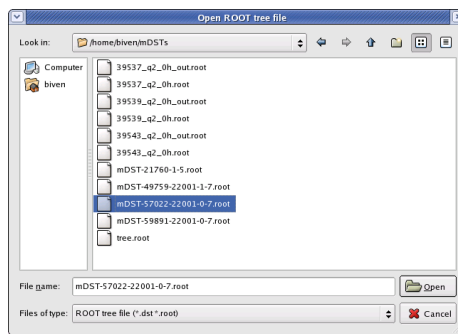 Open ROOT tree file
Look in: /home/biven/mDSTs
Computer
biven
39537_q2_0h_out.root
39537_q2_0h.root
39539_q2_0h_out.root
39539_q2_0h.root
39543_q2_0h_out.root
39543_q2_0h.root
mDST-21760-1-5.root
mDST-49759-22001-1-7.root
mDST-57022-22001-0-7.root
mDST-59891-22001-0-7.root
tree.root
File name: mDST-57022-22001-0-7.root Open
Files of type: ROOT tree file (*.dst *.root) Cancel